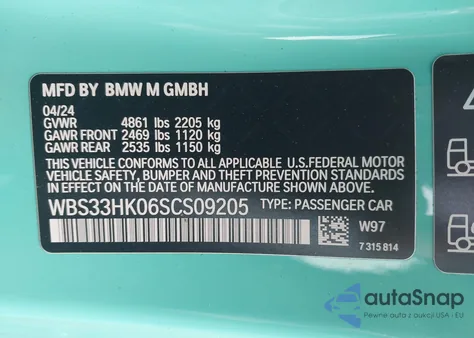 MFD BY BMW M GMBH
04/24
GVWR 4861 lbs 2205 kg
GAWR FRONT 2469 lbs 1120 kg
GAWR REAR 2535 lbs 1150 kg
THIS VEHICLE CONFORMS TO ALL APPLICABLE U.S.FEDERAL MOTOR
VEHICLE SAFETY, BUMPER AND THEFT PREVENTION STANDARDS
IN EFFECT ON THE DATE OF MANUFACTURE SHOWN ABOVE.
WBS33HK06SCS09205 TYPE: PASSENGER CAR
W97
7 315 814
autoSnap
Pewne auta z aukcji USA i EU